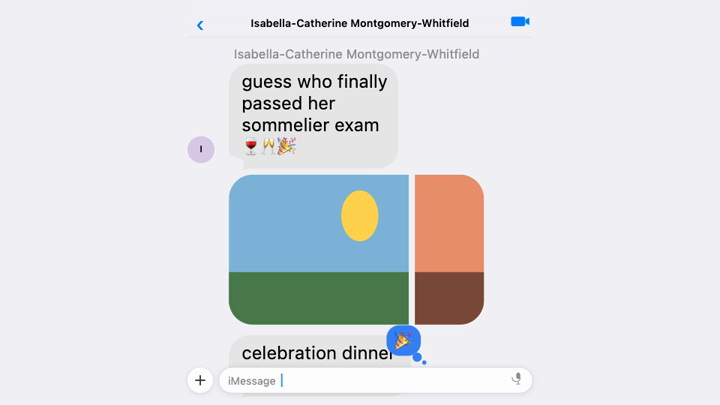 Isabella-Catherine Montgomery-Whitfield
Isabella-Catherine Montgomery-Whitfield
guess who finally
passed her
sommelier exam
🍷🥂🎉
I
🎉
celebration dinner
iMessage